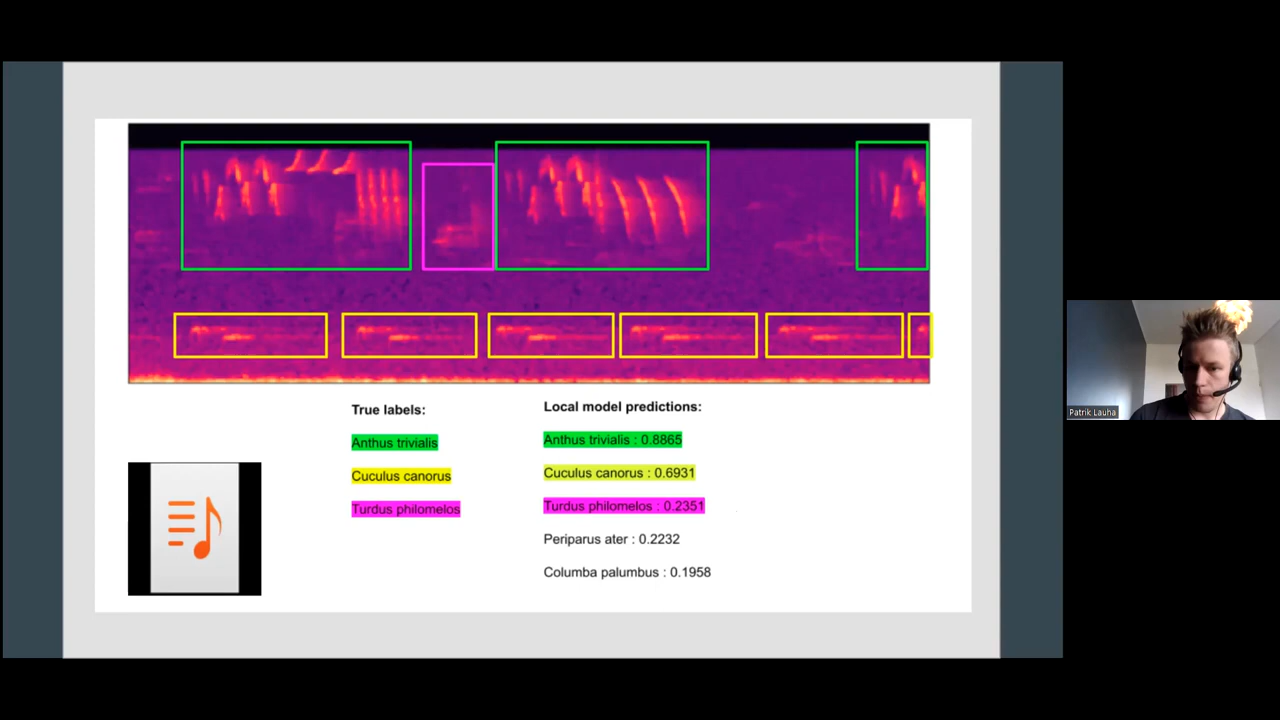 True labels:
Anthus trivialis
Cuculus canorus
Turdus philomelos
Local model predictions:
Anthus trivialis : 0.8865
Cuculus canorus : 0.6931
Turdus philomelos : 0.2351
Periparus ater : 0.2232
Columba palumbus : 0.1958
Patrik Lauha